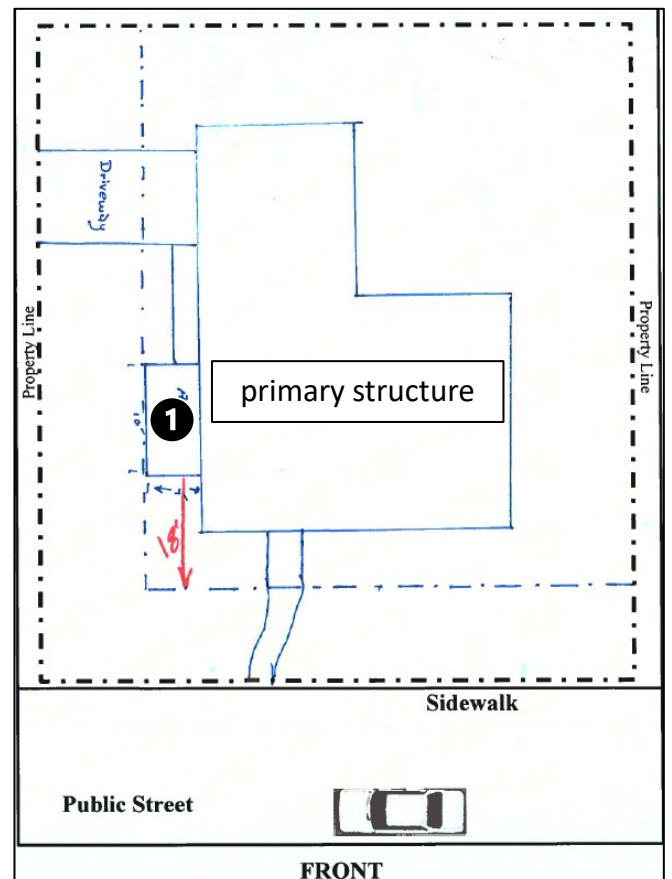 Driveway
Property Line
Property Line
primary structure
1
18'
Sidewalk
Public Street
FRONT